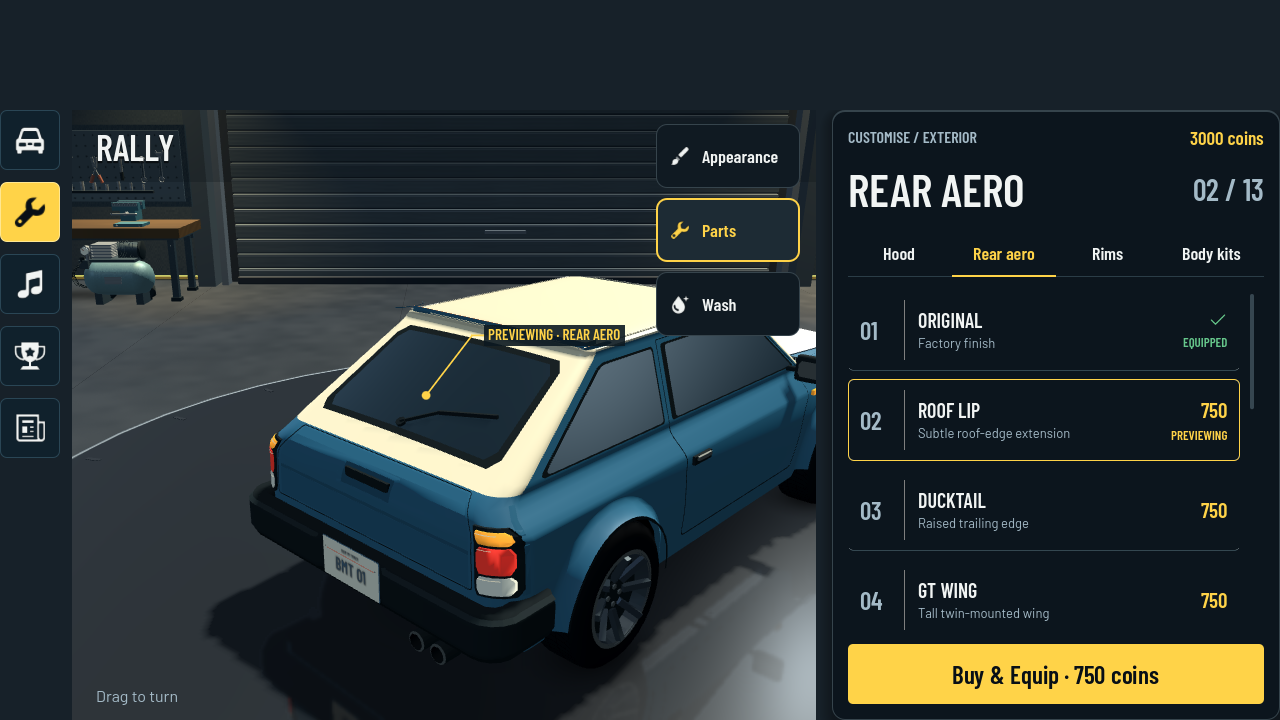 RALLY
Appearance
Parts
Wash
PREVIEWING · REAR AERO
BMT 01
Drag to turn
CUSTOMISE / EXTERIOR
3000 coins
REAR AERO
02 / 13
Hood
Rear aero
Rims
Body kits
01
ORIGINAL
Factory finish
EQUIPPED
02
ROOF LIP
Subtle roof-edge extension
750
PREVIEWING
03
DUCKTAIL
Raised trailing edge
750
04
GT WING
Tall twin-mounted wing
750
Buy & Equip · 750 coins